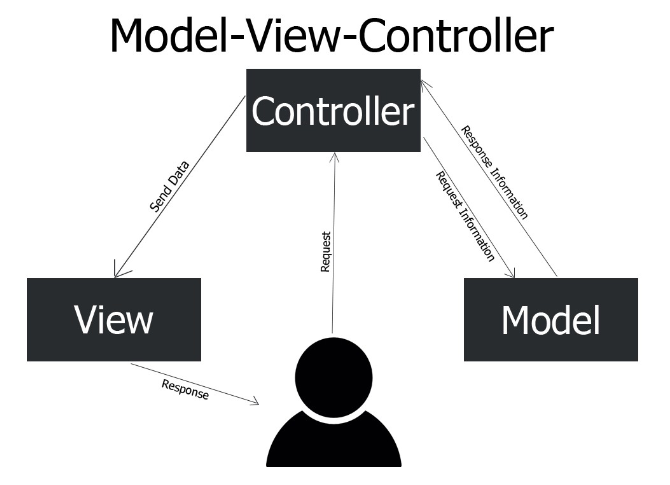 Model-View-Controller
Controller
Send Data
Response Information
Request Information
Request
View
Model
Response